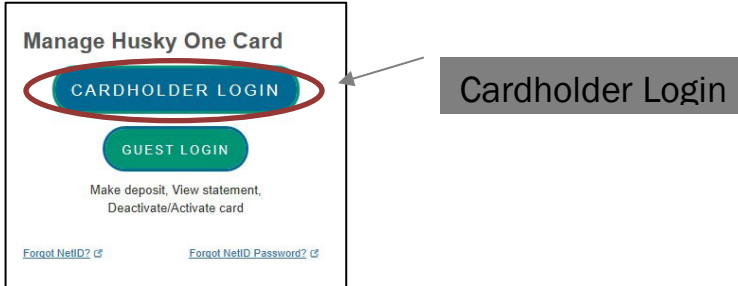 Manage Husky One Card
CARDHOLDER LOGIN
Cardholder Login
GUEST LOGIN
Make deposit, View statement,
Deactivate/Activate card
Forgot NetID?
Forgot NetID Password?